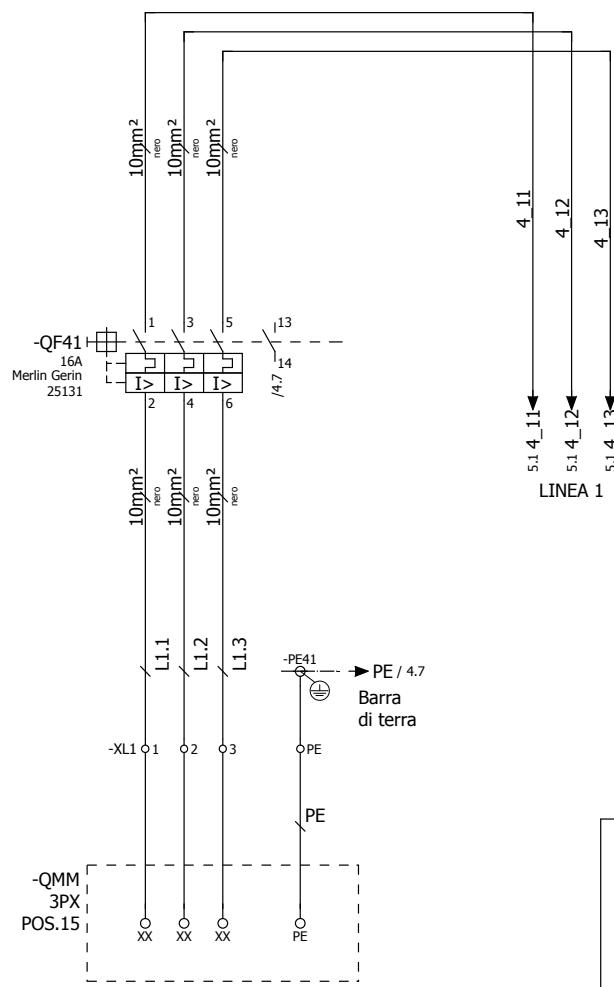 10mm²
nero
10mm²
nero
10mm²
nero
4_11
4_12
4_13
1
3
5
13
-QF41
16A
Merlin Gerin
25131
14
/4.7
I>
I>
I>
2
4
6
5.1 4_11
5.1 4_12
5.1 4_13
LINEA 1
10mm²
nero
10mm²
nero
10mm²
nero
L1.1
L1.2
L1.3
-PE41
PE / 4.7
Barra
di terra
-XL1
1
2
3
PE
PE
-QMM
3PX
POS.15
XX
XX
XX
PE